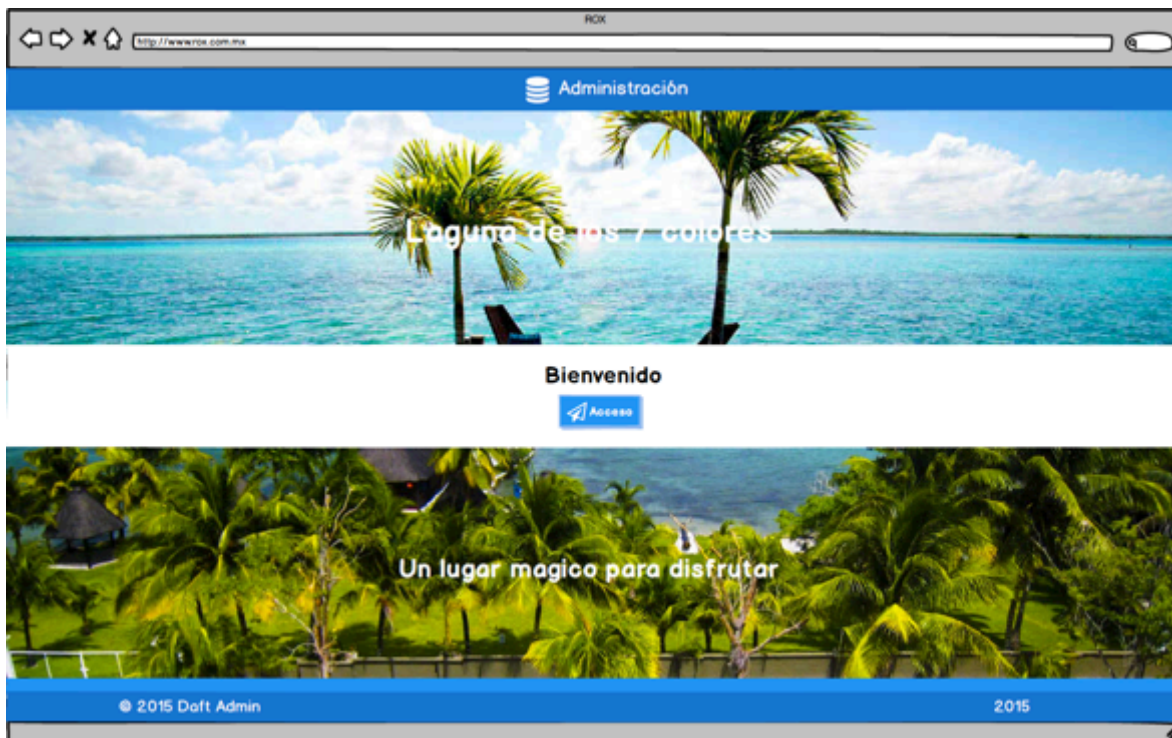 ROX
http://www.rox.com.mx
Administración
Laguna de los 7 colores
Bienvenido
Acceso
Un lugar magico para disfrutar
© 2015 Daft Admin
2015